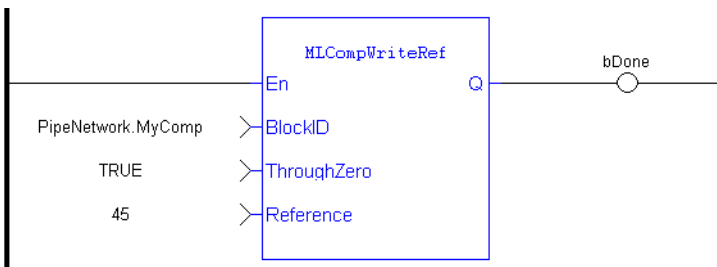 MLCompWriteRef
bDone
En Q
PipeNetwork.MyComp BlockID
TRUE ThroughZero
45 Reference